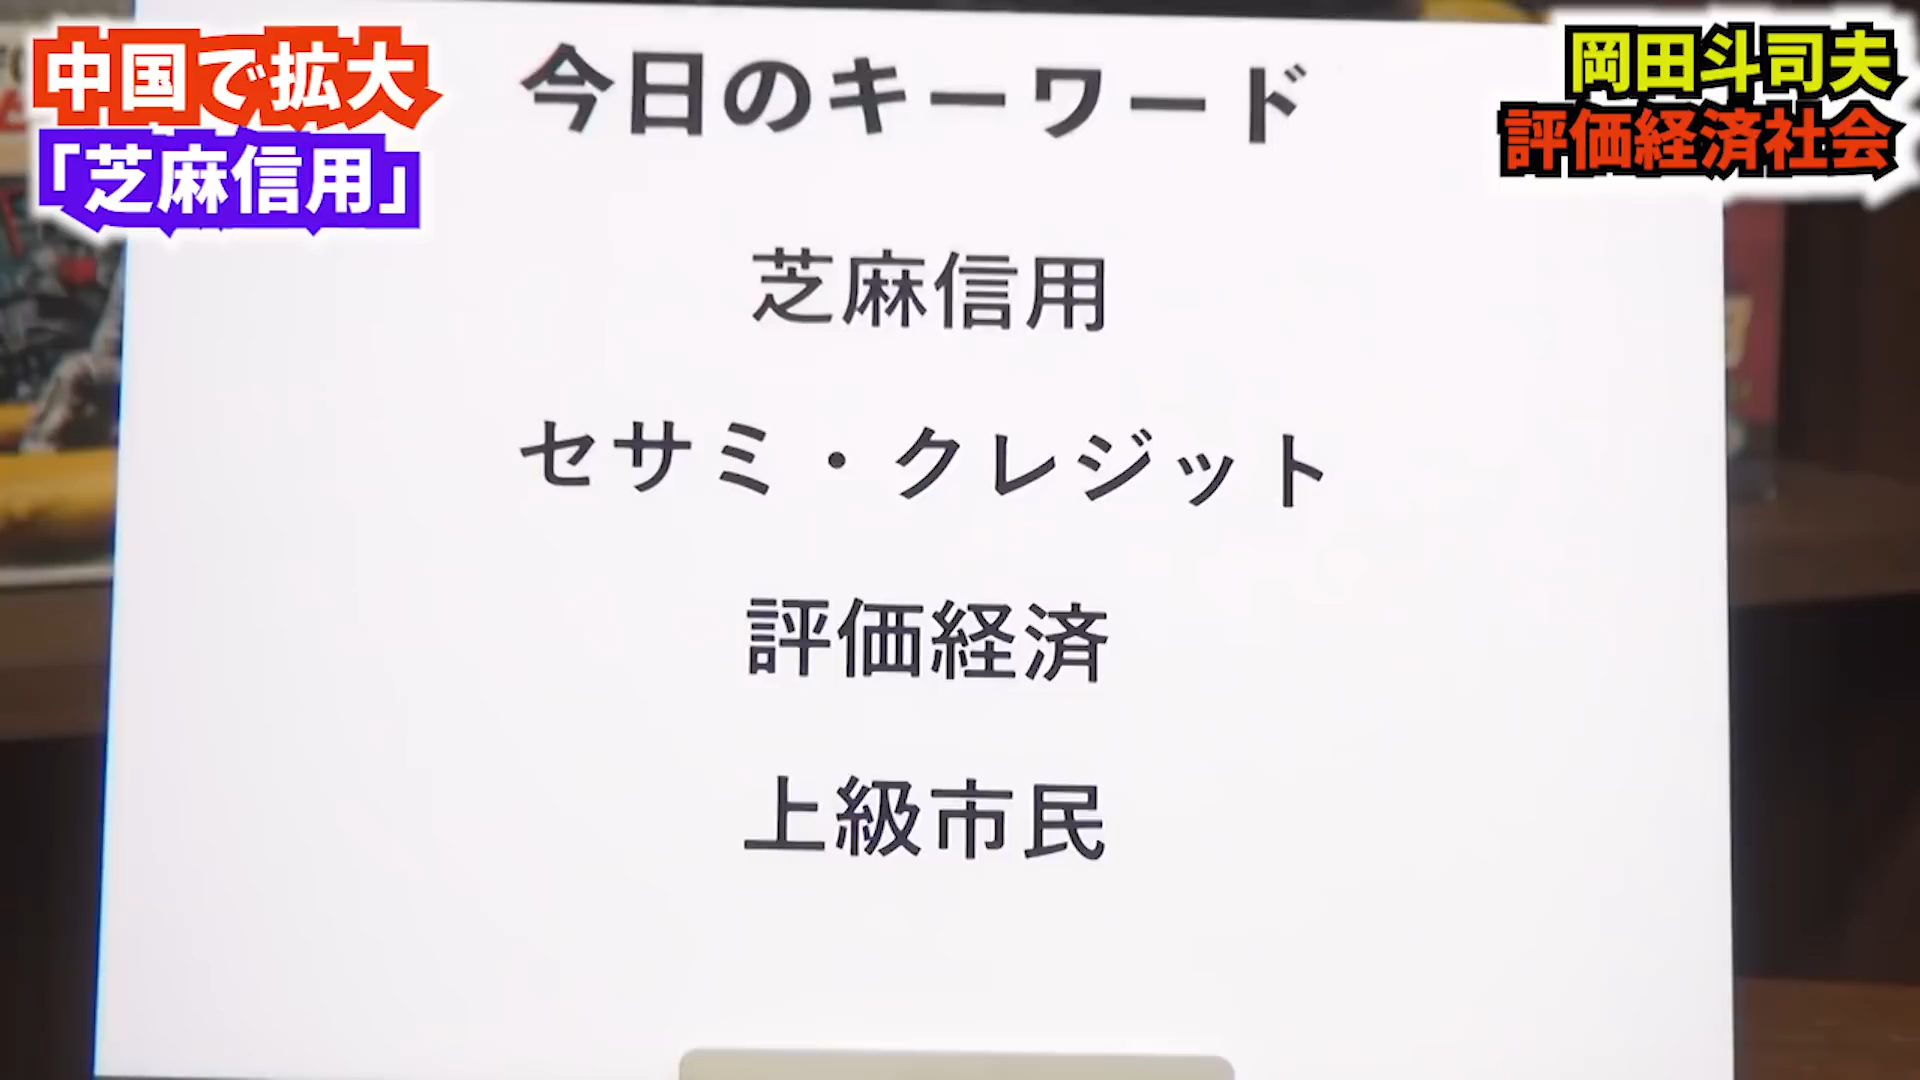 中国で拡大
「芝麻信用」
岡田斗司夫
評価経済社会
今日のキーワード
芝麻信用
セサミ・クレジット
評価経済
上級市民